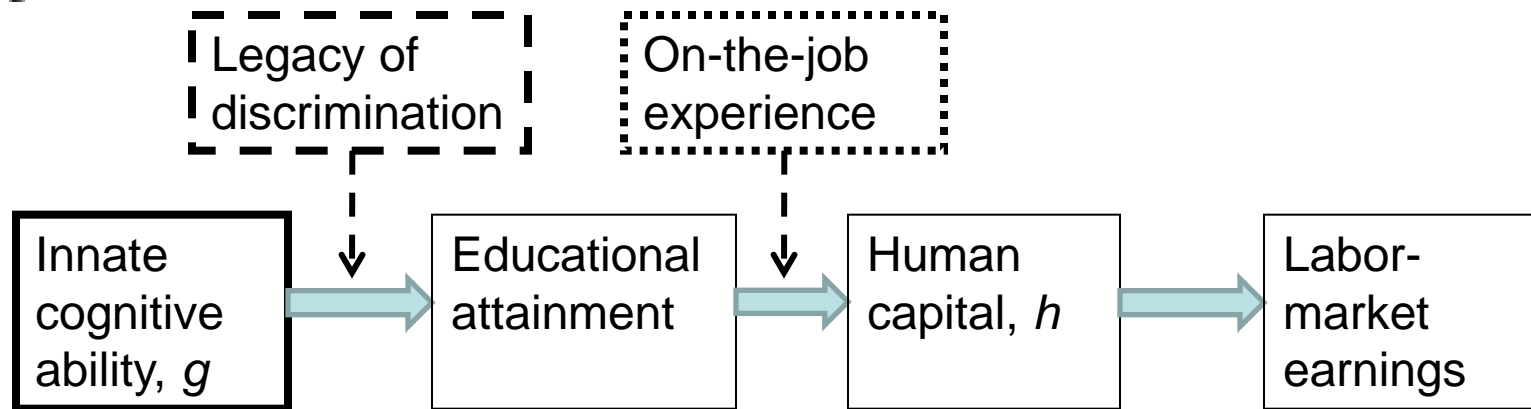 Legacy of
discrimination
On-the-job
experience
Innate
cognitive
ability, g
Educational
attainment
Human
capital, h
Labor-
market
earnings